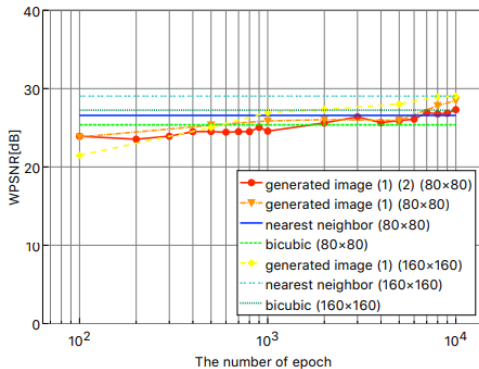 40
30
20
10
0
WPSNR[dB]
generated image (1) (2) (80×80)
generated image (1) (80×80)
nearest neighbor (80×80)
bicubic (80×80)
generated image (1) (160×160)
nearest neighbor (160×160)
bicubic (160×160)
10² 10³ 10⁴
The number of epoch